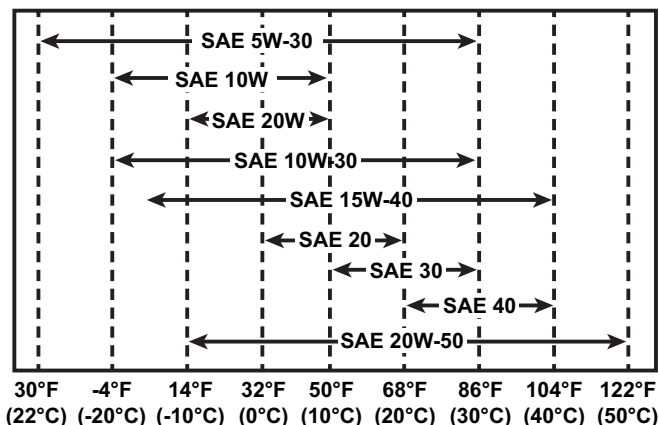 SAE 5W-30
SAE 10W
SAE 20W
SAE 10W-30
SAE 15W-40
SAE 20
SAE 30
SAE 40
SAE 20W-50
30°F -4°F 14°F 32°F 50°F 68°F 86°F 104°F 122°F
(22°C) (-20°C) (-10°C) (0°C) (10°C) (20°C) (30°C) (40°C) (50°C)